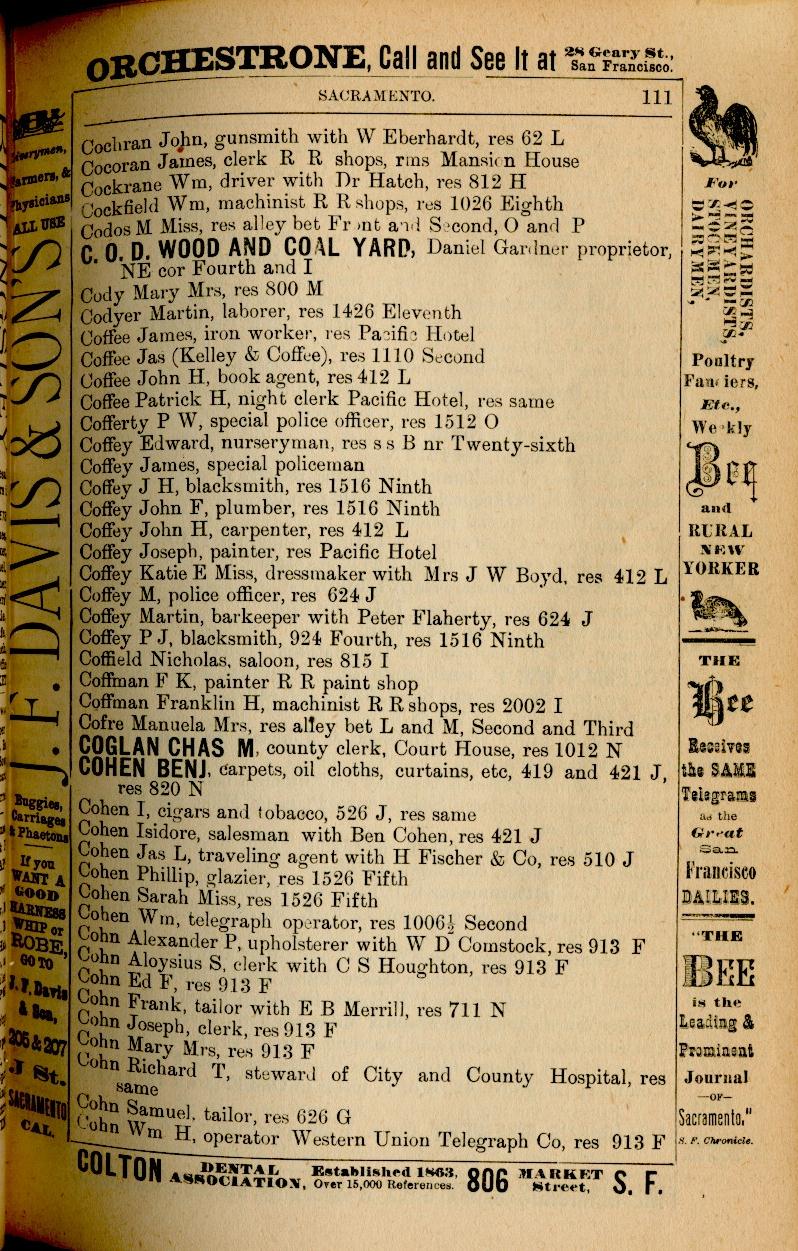 ORCHESTRONE, Call and See It at 28 Geary St., San Francisco.
SACRAMENTO. 111
Cochran John, gunsmith with W Eberhardt, res 62 L
Cocoran James, clerk R R shops, rms Mansion House
Cockrane Wm, driver with Dr Hatch, res 812 H
Cockfield Wm, machinist R R shops, res 1026 Eighth
Codos M Miss, res alley bet Front and Second, O and P
C. O. D. WOOD AND COAL YARD, Daniel Gardner proprietor,
NE cor Fourth and I
Cody Mary Mrs, res 800 M
Codyer Martin, laborer, res 1426 Eleventh
Coffee James, iron worker, res Pacific Hotel
Coffee Jas (Kelley & Coffee), res 1110 Second
Coffee John H, book agent, res 412 L
Coffee Patrick H, night clerk Pacific Hotel, res same
Cofferty P W, special police officer, res 1512 O
Coffey Edward, nurseryman, res s s B nr Twenty-sixth
Coffey James, special policeman
Coffey J H, blacksmith, res 1516 Ninth
Coffey John F, plumber, res 1516 Ninth
Coffey John H, carpenter, res 412 L
Coffey Joseph, painter, res Pacific Hotel
Coffey Katie E Miss, dressmaker with Mrs J W Boyd, res 412 L
Coffey M, police officer, res 624 J
Coffey Martin, barkeeper with Peter Flaherty, res 624 J
Coffey P J, blacksmith, 924 Fourth, res 1516 Ninth
Coffield Nicholas, saloon, res 815 I
Coffman F K, painter R R paint shop
Coffman Franklin H, machinist R R shops, res 2002 I
Cofre Manuela Mrs, res alley bet L and M, Second and Third
COGLAN CHAS M, county clerk, Court House, res 1012 N
COHEN BENJ, carpets, oil cloths, curtains, etc, 419 and 421 J,
res 820 N
Cohen I, cigars and tobacco, 526 J, res same
Cohen Isidore, salesman with Ben Cohen, res 421 J
Cohen Jas L, traveling agent with H Fischer & Co, res 510 J
Cohen Phillip, glazier, res 1526 Fifth
Cohen Sarah Miss, res 1526 Fifth
Cohen Wm, telegraph operator, res 1006½ Second
Cohn Alexander P, upholsterer with W D Comstock, res 913 F
Cohn Aloysius S, clerk with C S Houghton, res 913 F
Cohn Ed F, res 913 F
Cohn Frank, tailor with E B Merrill, res 711 N
Cohn Joseph, clerk, res 913 F
Cohn Mary Mrs, res 913 F
Cohn Richard T, steward of City and County Hospital, res
same
Cohn Samuel, tailor, res 626 G
Cohn Wm H, operator Western Union Telegraph Co, res 913 F
COLTON DENTAL ASSOCIATION, Established 1863, Over 15,000 References. 806 MARKET Street, S. F.
Physicians
ALL USE
J. F. DAVIS & SON'S
Buggies,
Carriages
& Phaetons
If you
WANT A
GOOD
HARNESS
WHIP or
ROBE,
GO TO
J. F. Davis
& Son,
205 & 207
J St.
SACRAMENTO
CAL.
For
ORCHARDISTS,
VINEYARDISTS,
STOCKMEN,
DAIRYMEN,
Poultry
Fanciers,
Etc.,
Weekly
Bee
and
RURAL
NEW
YORKER
THE
Bee
Receives
the SAME
Telegrams
as the
Great
San
Francisco
DAILIES.
"THE
BEE
is the
Leading &
Prominent
Journal
—OF—
Sacramento."
S. F. Chronicle.